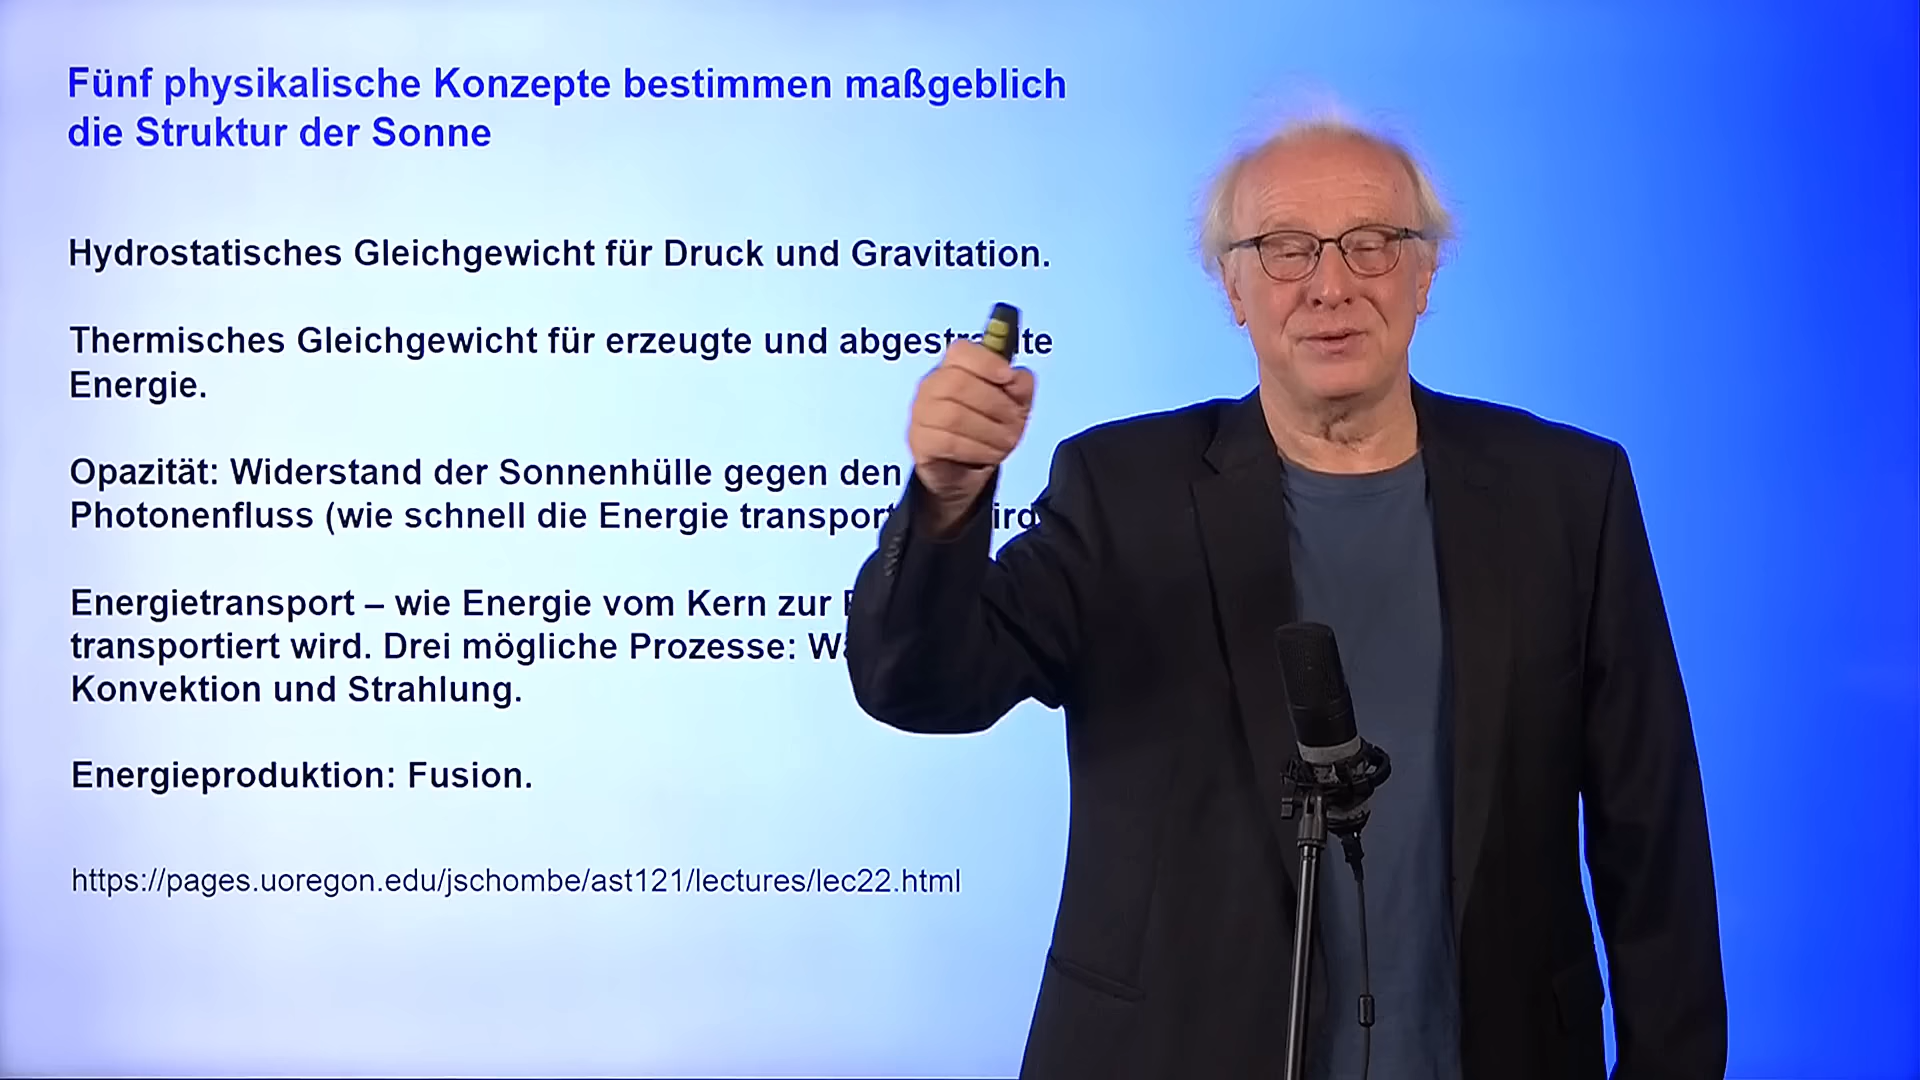 Fünf physikalische Konzepte bestimmen maßgeblich
die Struktur der Sonne
Hydrostatisches Gleichgewicht für Druck und Gravitation.
Thermisches Gleichgewicht für erzeugte und
Energie.
Opazität: Widerstand der Sonnenhülle gegen den
Photonenfluss (wie schnell die Energie
Energietransport – wie Energie vom Kern zur
transportiert wird. Drei mögliche Prozesse:
Konvektion und Strahlung.
Energieproduktion: Fusion.
https://pages.uoregon.edu/jschombe/ast121/lectures/lec22.html